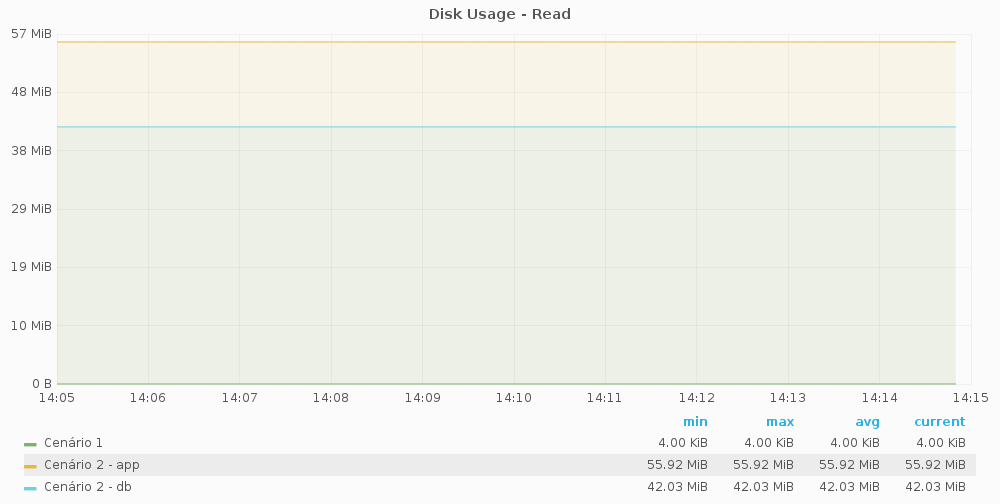 Disk Usage - Read
57 MiB
48 MiB
38 MiB
29 MiB
19 MiB
10 MiB
0 B
14:05 14:06 14:07 14:08 14:09 14:10 14:11 14:12 14:13 14:14 14:15
min max avg current
Cenário 1 4.00 KiB 4.00 KiB 4.00 KiB 4.00 KiB
Cenário 2 - app 55.92 MiB 55.92 MiB 55.92 MiB 55.92 MiB
Cenário 2 - db 42.03 MiB 42.03 MiB 42.03 MiB 42.03 MiB